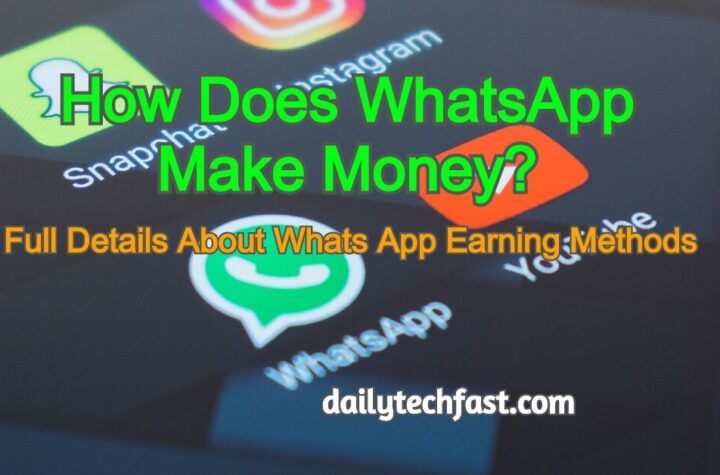 Instagram
How Does WhatsApp
Snapchat
Make Money?
Full Details About Whats App Earning Methods
YouTube
WhatsApp
dailytechfast.com